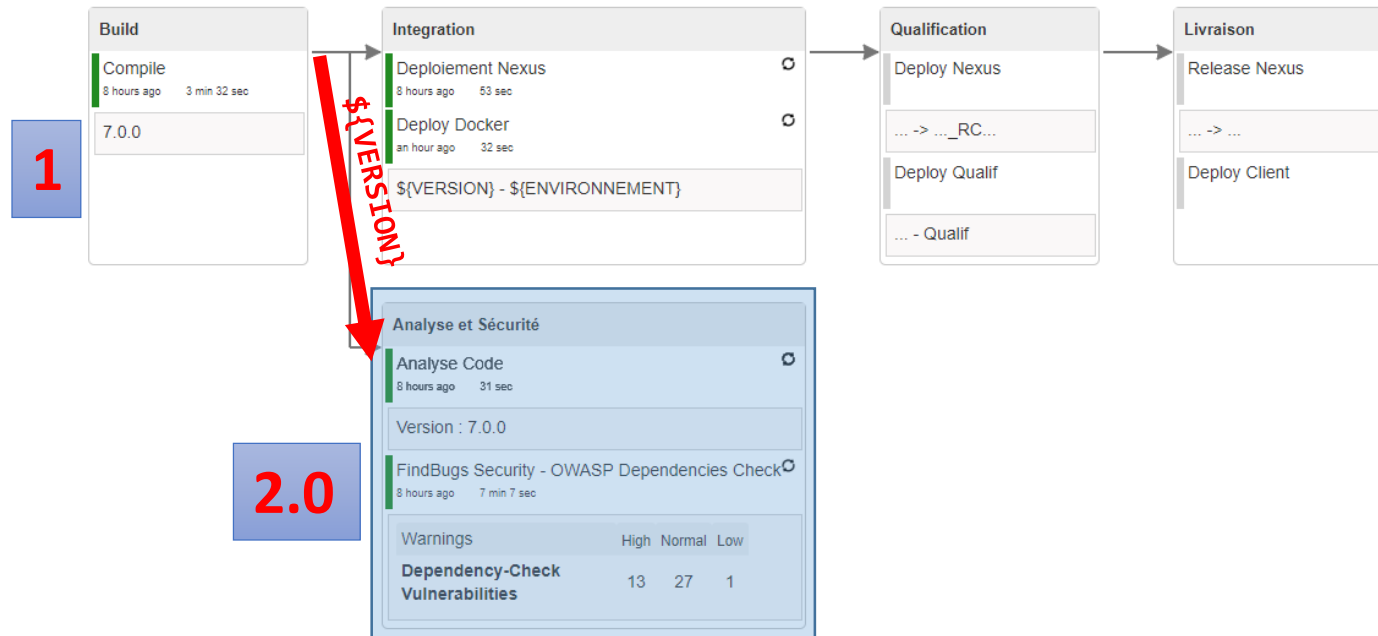 Build
Compile
8 hours ago 3 min 32 sec
7.0.0
1
${VERSION}
Integration
Deploiement Nexus
8 hours ago 53 sec
Deploy Docker
an hour ago 32 sec
${VERSION} - ${ENVIRONNEMENT}
Qualification
Deploy Nexus
... -> ..._RC...
Deploy Qualif
... - Qualif
Livraison
Release Nexus
... -> ...
Deploy Client
2.0
Analyse et Sécurité
Analyse Code
8 hours ago 31 sec
Version : 7.0.0
FindBugs Security - OWASP Dependencies Check
8 hours ago 7 min 7 sec
Warnings High Normal Low
Dependency-Check
Vulnerabilities 13 27 1